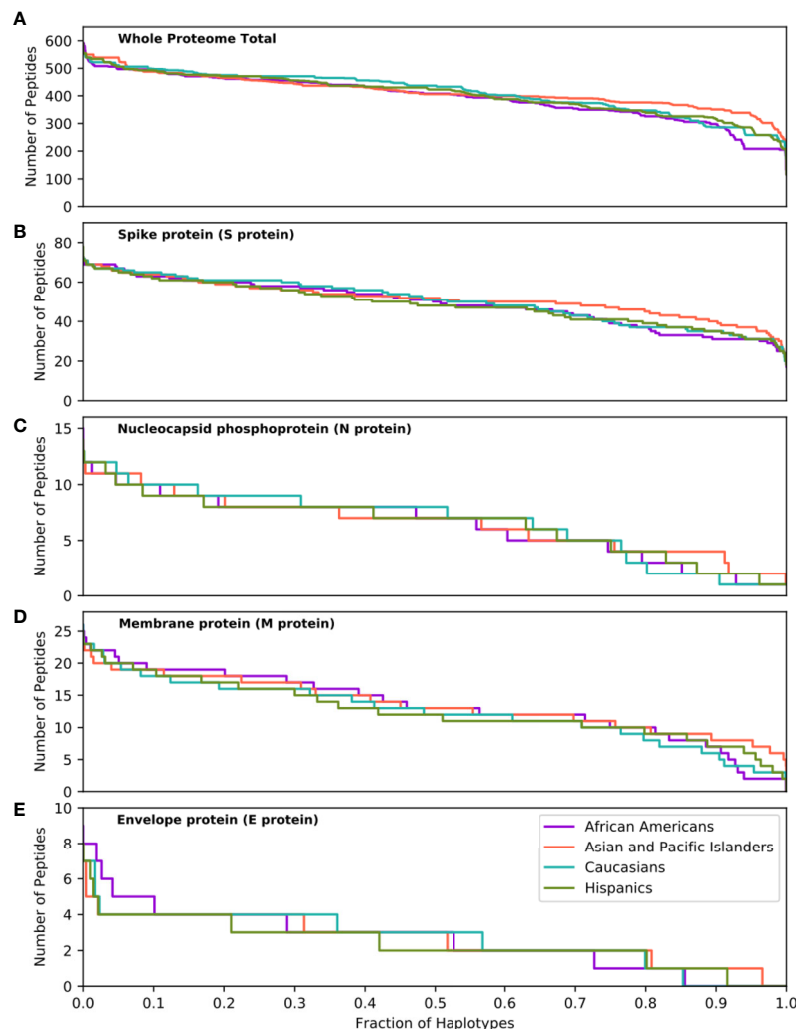 A
Whole Proteome Total
Number of Peptides
600
500
400
300
200
100
0
B
Spike protein (S protein)
Number of Peptides
80
60
40
20
0
C
Nucleocapsid phosphoprotein (N protein)
Number of Peptides
15
10
5
0
D
Membrane protein (M protein)
Number of Peptides
25
20
15
10
5
0
E
Envelope protein (E protein)
Number of Peptides
10
8
6
4
2
0
African Americans
Asian and Pacific Islanders
Caucasians
Hispanics
0.0 0.1 0.2 0.3 0.4 0.5 0.6 0.7 0.8 0.9 1.0
Fraction of Haplotypes